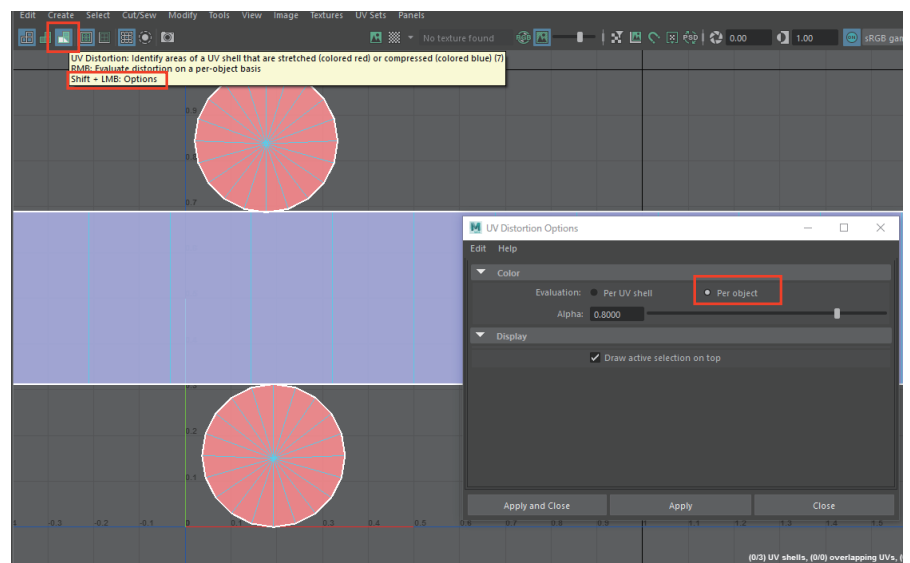 Edit Create Select Cut/Sew Modify Tools View Image Textures UV Sets Panels
No texture found 0.00 1.00 sRGB gam
UV Distortion: Identify areas of a UV shell that are stretched (colored red) or compressed (colored blue) (7)
RMB: Evaluate distortion on a per-object basis
Shift + LMB: Options
0.9
0.8
0.7
UV Distortion Options
Edit Help
Color
Evaluation: Per UV shell Per object
Alpha: 0.8000
Display
Draw active selection on top
0.2
0.1
Apply and Close Apply Close
-0.3 -0.2 -0.1 0 0.1 0.3 0.4 0.5 0.6 0.7 0.8 0.9 1 1.1 1.2 1.3 1.4 1.5
(0/3) UV shells, (0/0) overlapping UVs, (